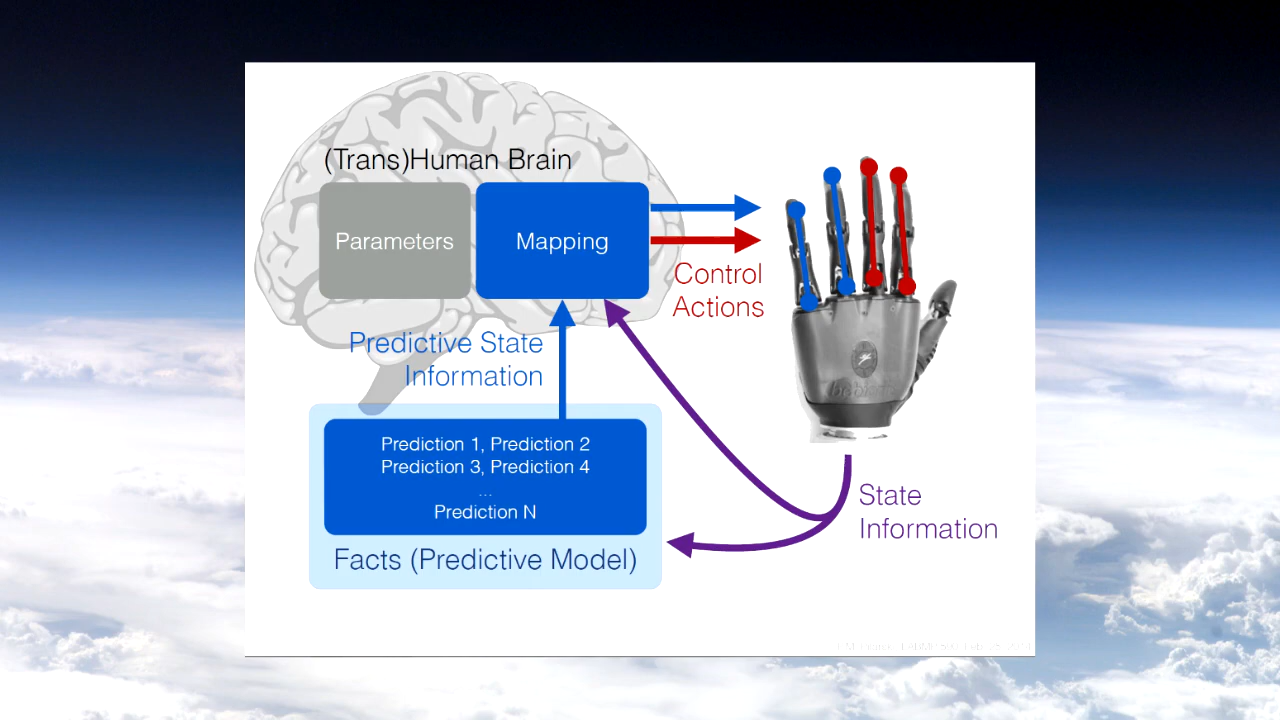 (Trans)Human Brain
Parameters
Mapping
Control
Actions
Predictive State
Information
Prediction 1, Prediction 2
Prediction 3, Prediction 4
...
Prediction N
Facts (Predictive Model)
State
Information